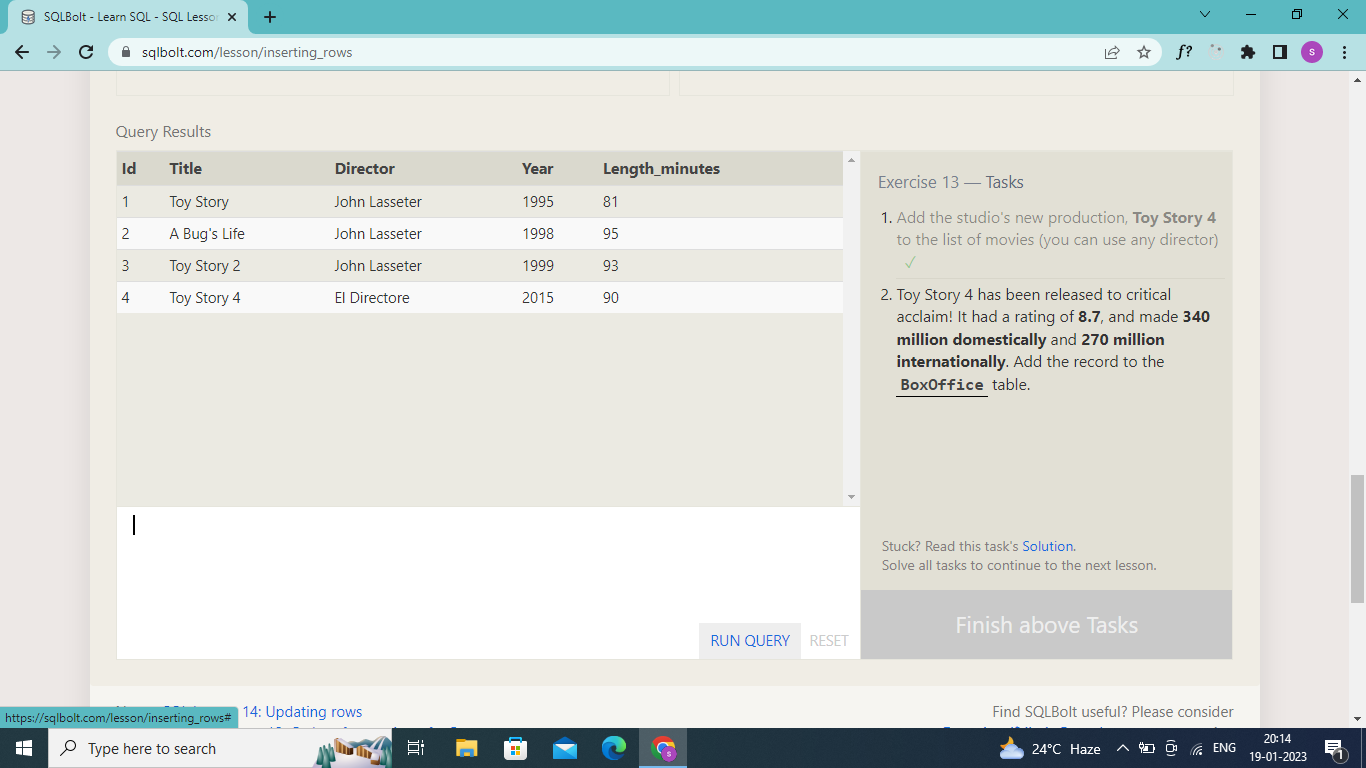 SQLBolt - Learn SQL - SQL Lesson
sqlbolt.com/lesson/inserting_rows
f?
s
Query Results
Id Title Director Year Length_minutes
1 Toy Story John Lasseter 1995 81
2 A Bug's Life John Lasseter 1998 95
3 Toy Story 2 John Lasseter 1999 93
4 Toy Story 4 El Directore 2015 90
RUN QUERY RESET
Exercise 13 — Tasks
1. Add the studio's new production, Toy Story 4
to the list of movies (you can use any director)
✓
2. Toy Story 4 has been released to critical
acclaim! It had a rating of 8.7, and made 340
million domestically and 270 million
internationally. Add the record to the
BoxOffice table.
Stuck? Read this task's Solution.
Solve all tasks to continue to the next lesson.
Finish above Tasks
14: Updating rows
Find SQLBolt useful? Please consider
https://sqlbolt.com/lesson/inserting_rows#
Type here to search
s
24°C Haze
ENG
20:14
19-01-2023
1